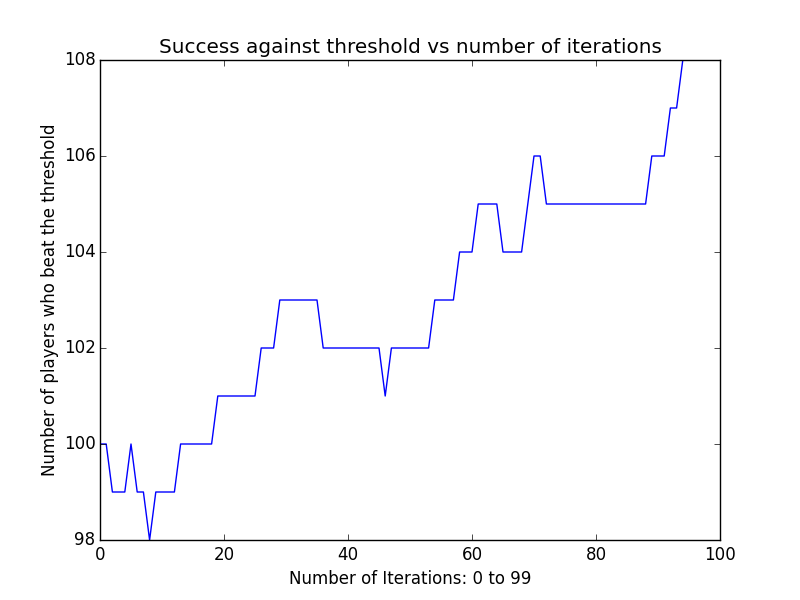 Success against threshold vs number of iterations
108
106
104
102
100
98
Number of players who beat the threshold
0 20 40 60 80 100
Number of Iterations: 0 to 99